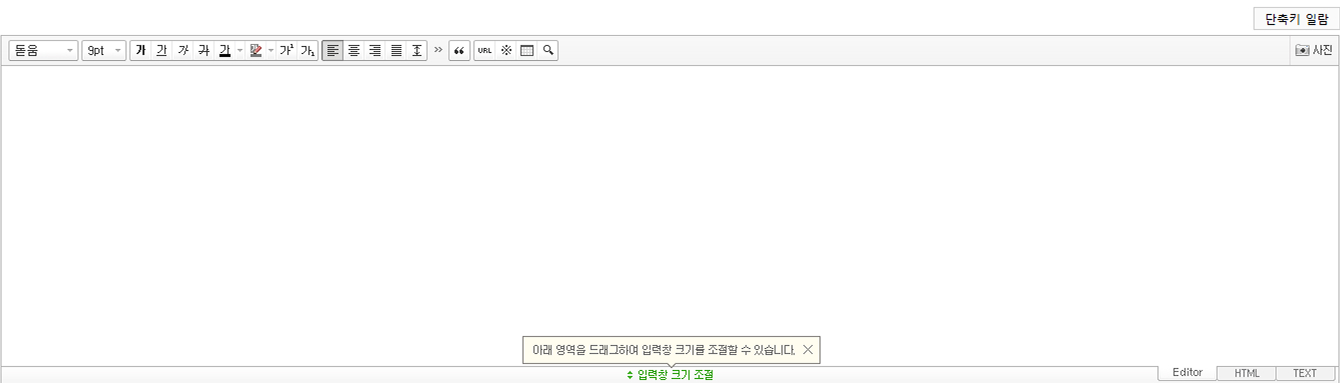 단축키 일람
돋움 9pt 가 가 가 가 가 가¹ 가₁ URL 사진
아래 영역을 드래그하여 입력창 크기를 조절할 수 있습니다.
입력창 크기 조절 Editor HTML TEXT